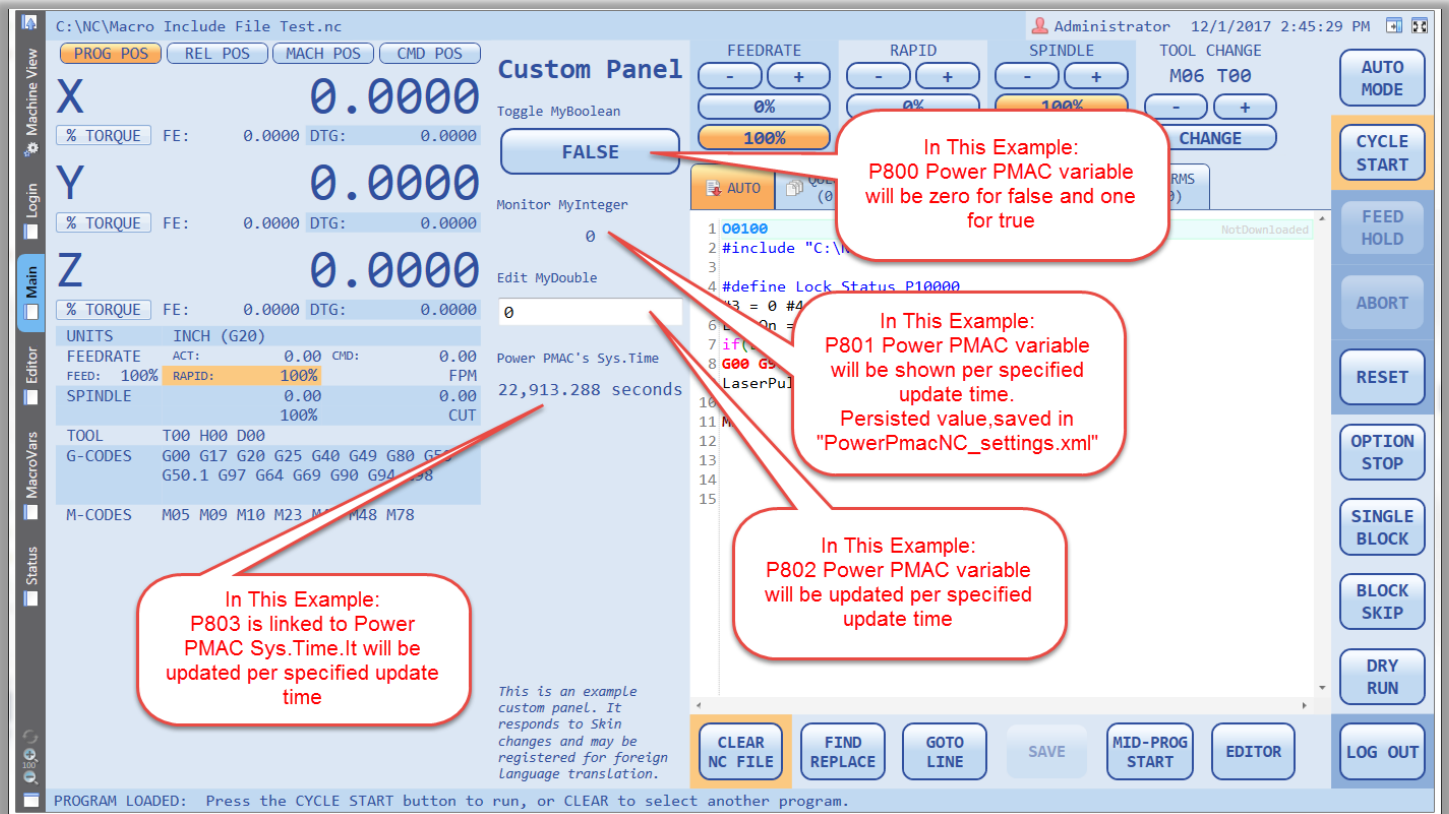 C:\NC\Macro Include File Test.nc
Administrator 12/1/2017 2:45:29 PM
Machine View
Login
Main
Editor
MacroVars
Status
100
PROG POS REL POS MACH POS CMD POS
X 0.0000
% TORQUE FE: 0.0000 DTG: 0.0000
Y 0.0000
% TORQUE FE: 0.0000 DTG: 0.0000
Z 0.0000
% TORQUE FE: 0.0000 DTG: 0.0000
UNITS INCH (G20)
FEEDRATE ACT: 0.00 CMD: 0.00
FEED: 100% RAPID: 100% FPM
SPINDLE 0.00 0.00
100% CUT
TOOL T00 H00 D00
G-CODES G00 G17 G20 G25 G40 G49 G80
G50.1 G97 G64 G69 G90 G94
M-CODES M05 M09 M10 M23 M48 M78
Custom Panel
Toggle MyBoolean
FALSE
Monitor MyInteger
0
Edit MyDouble
0
Power PMAC's Sys.Time
22,913.288 seconds
This is an example
custom panel. It
responds to Skin
changes and may be
registered for foreign
language translation.
FEEDRATE RAPID SPINDLE TOOL CHANGE
- + - + - + M06 T00
0% 0% 100% - +
100% CHANGE
AUTO
1 O0100
NotDownloaded
2 #include "C:\
3
4 #define Lock_Status P10000
#3 = 0
6
7
8 G00
10
11
12
13
14
15
In This Example:
P800 Power PMAC variable
will be zero for false and one
for true
In This Example:
P801 Power PMAC variable
will be shown per specified
update time.
Persisted value,saved in
"PowerPmacNC_settings.xml"
In This Example:
P802 Power PMAC variable
will be updated per specified
update time
In This Example:
P803 is linked to Power
PMAC Sys.Time.It will be
updated per specified update
time
CLEAR
NC FILE
FIND
REPLACE
GOTO
LINE
SAVE
MID-PROG
START
EDITOR
AUTO
MODE
CYCLE
START
FEED
HOLD
ABORT
RESET
OPTION
STOP
SINGLE
BLOCK
BLOCK
SKIP
DRY
RUN
LOG OUT
PROGRAM LOADED: Press the CYCLE START button to run, or CLEAR to select another program.